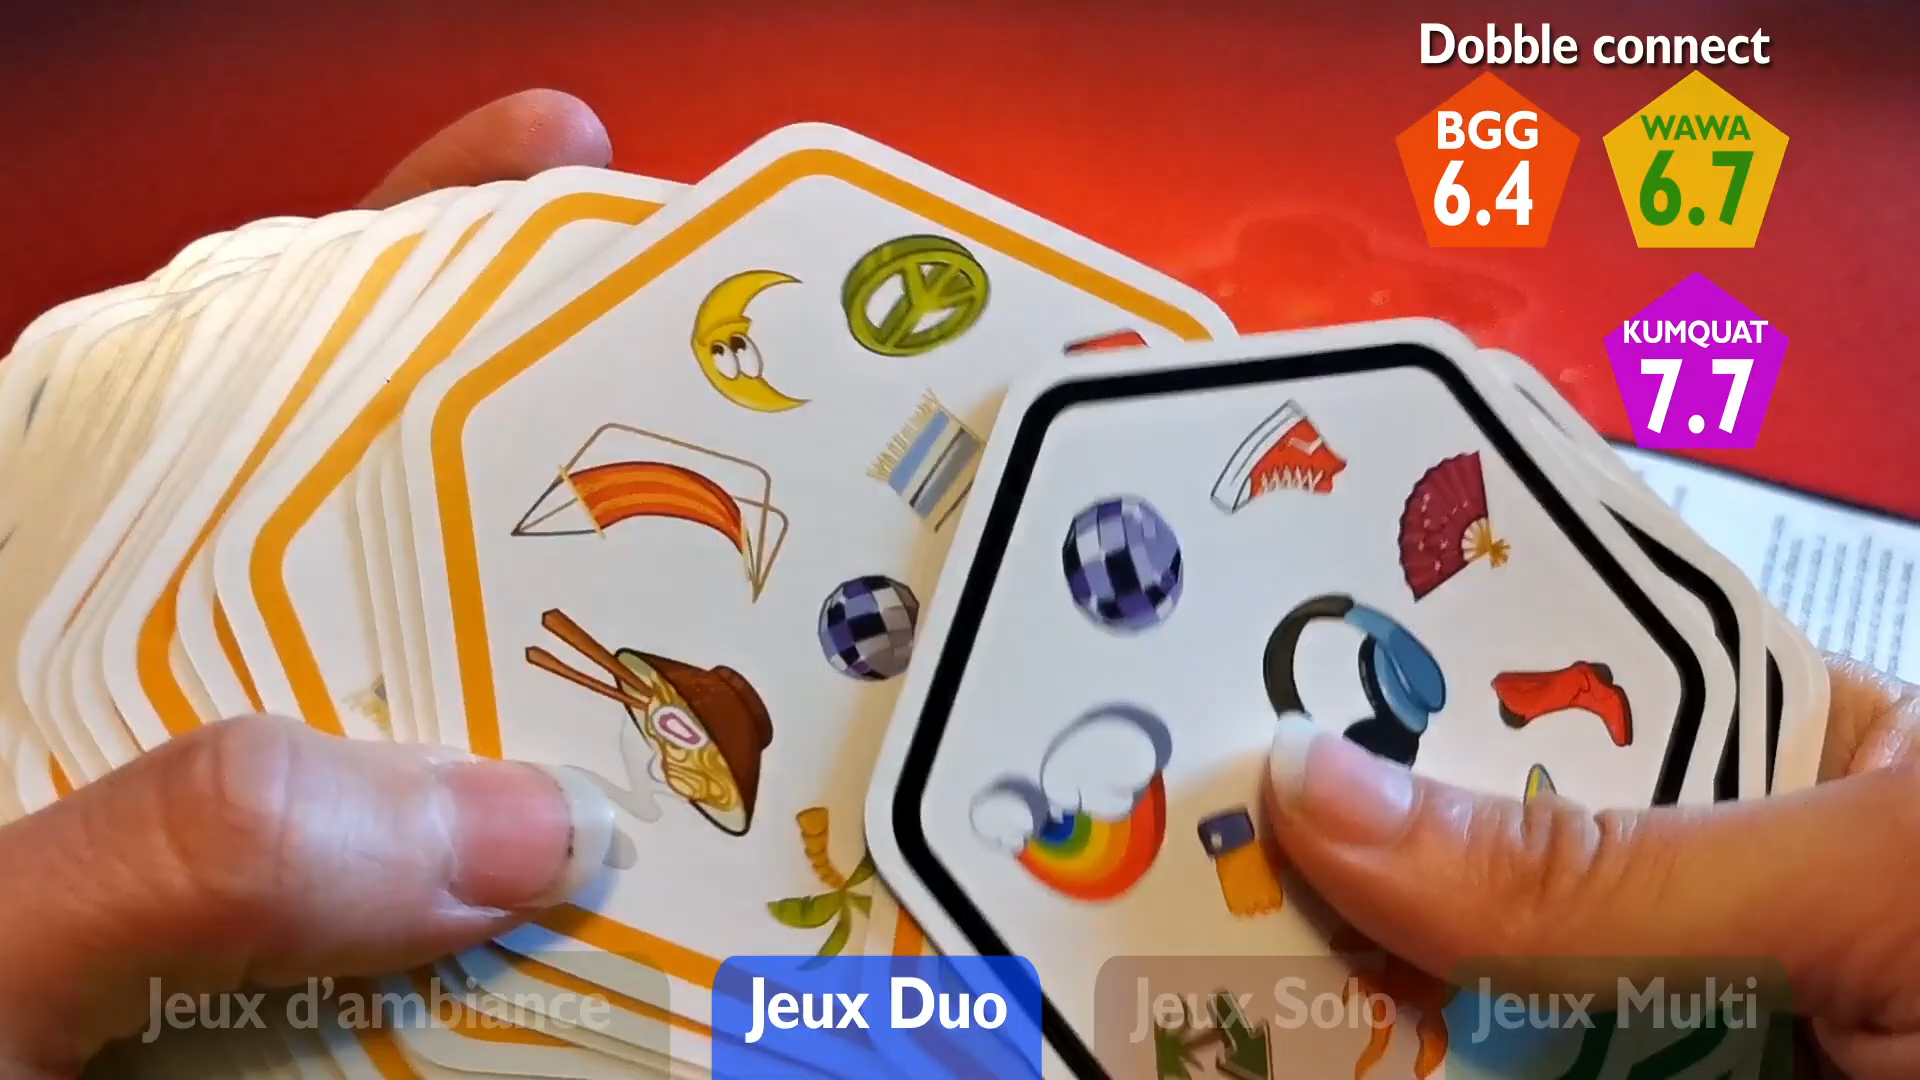 Dobble connect
BGG
6.4
WAWA
6.7
KUMQUAT
7.7
Jeux d'ambiance
Jeux Duo
Jeux Solo
Jeux Multi